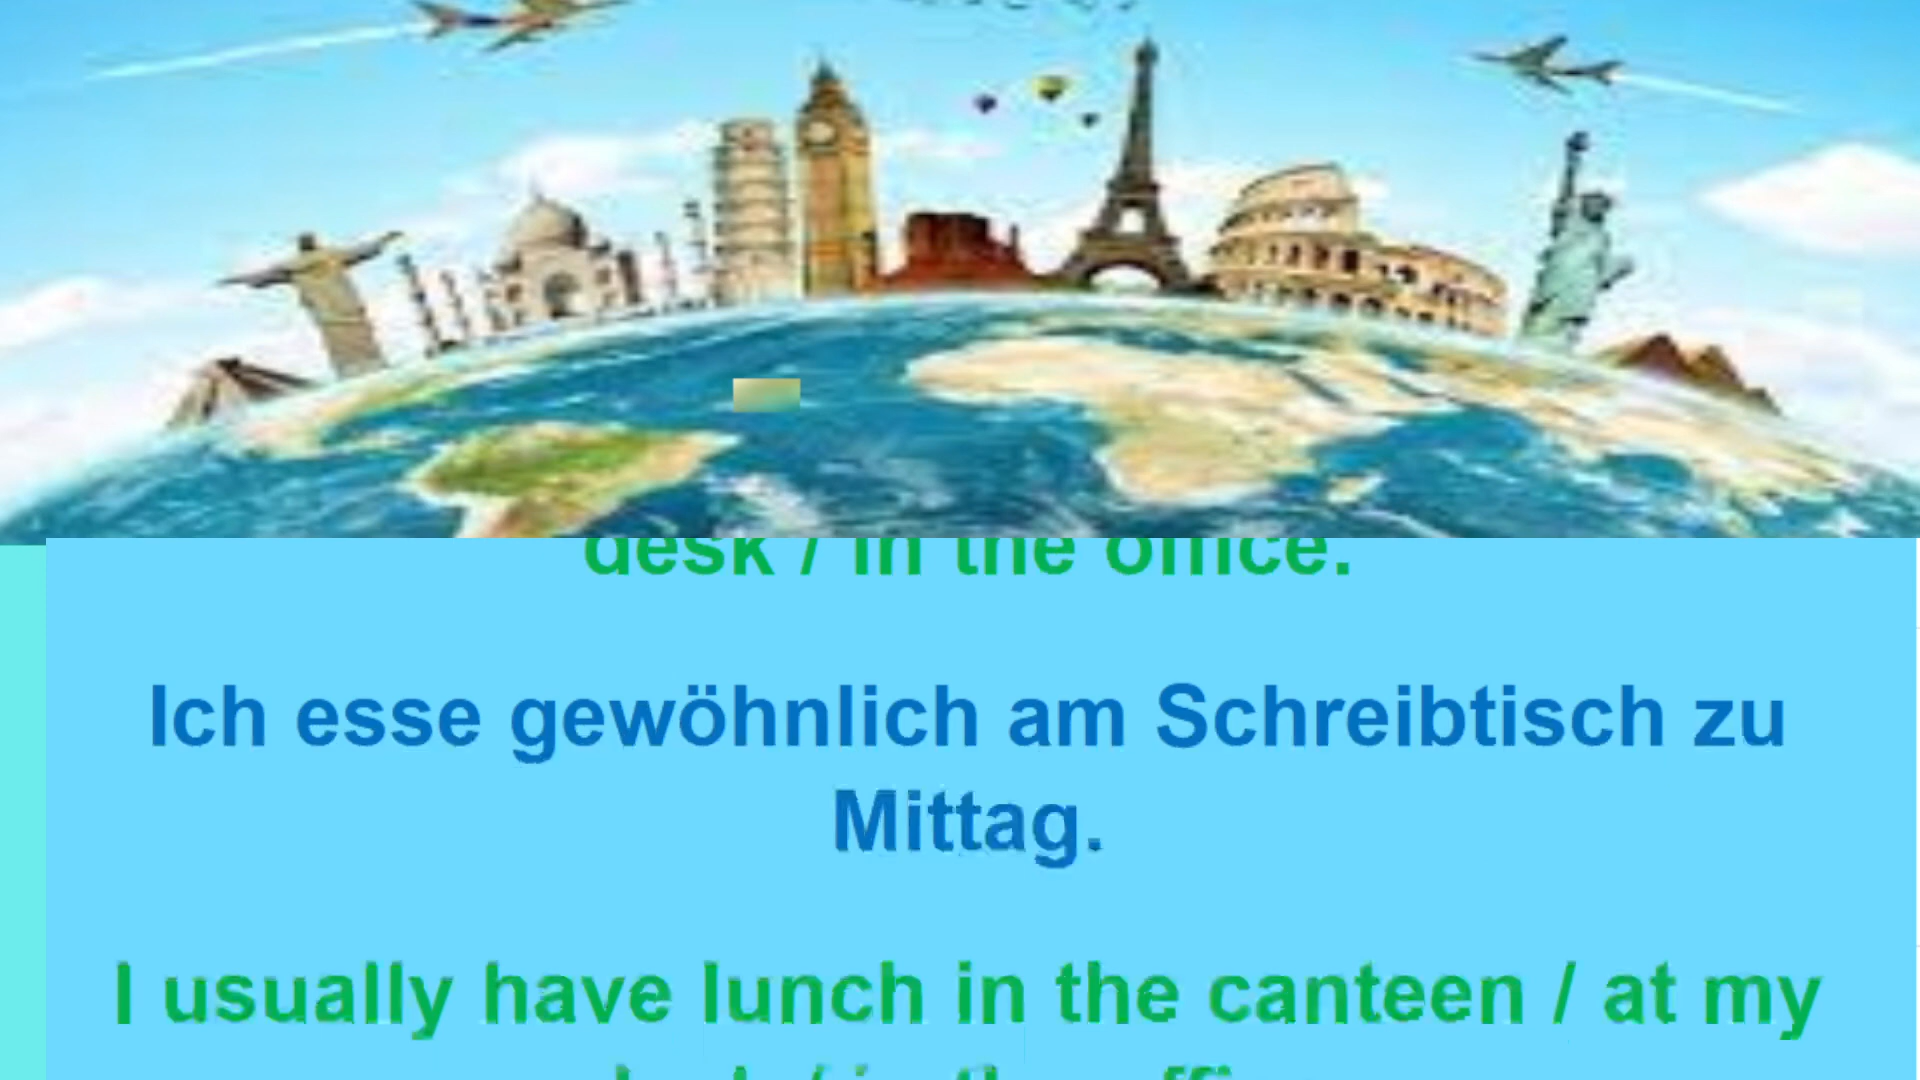 desk / in the office.
Ich esse gewöhnlich am Schreibtisch zu
Mittag.
I usually have lunch in the canteen / at my